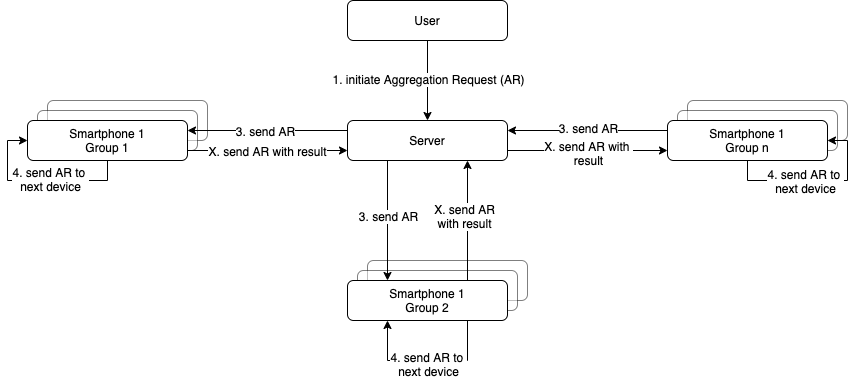 User
1. initiate Aggregation Request (AR)
Smartphone 1
Group 1
3. send AR
X. send AR with result
4. send AR to
next device
Server
3. send AR
X. send AR with
result
Smartphone 1
Group n
4. send AR to
next device
3. send AR
X. send AR
with result
Smartphone 1
Group 2
4. send AR to
next device